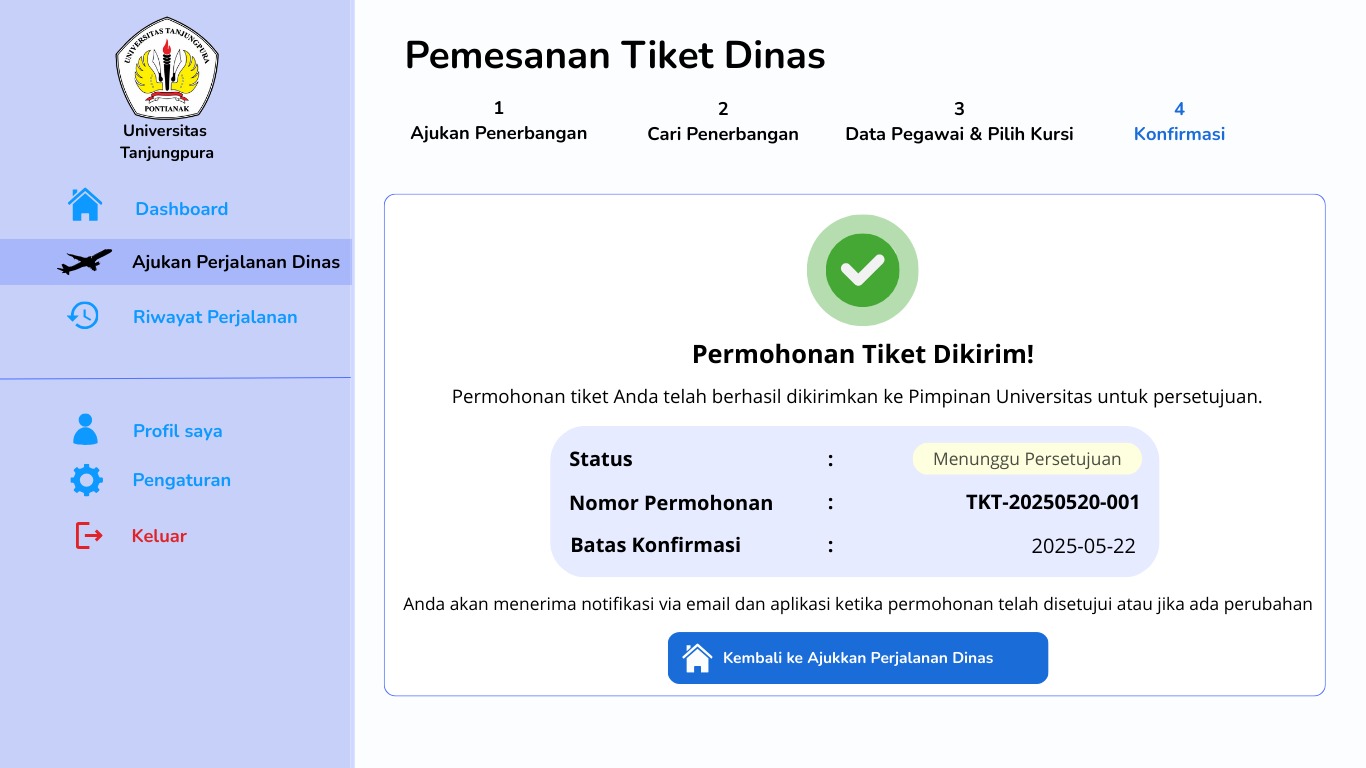 UNIVERSITAS TANJUNGPURA
PONTIANAK
Universitas
Tanjungpura
Dashboard
Ajukan Perjalanan Dinas
Riwayat Perjalanan
Profil saya
Pengaturan
Keluar
Pemesanan Tiket Dinas
1
Ajukan Penerbangan
2
Cari Penerbangan
3
Data Pegawai & Pilih Kursi
4
Konfirmasi
Permohonan Tiket Dikirim!
Permohonan tiket Anda telah berhasil dikirimkan ke Pimpinan Universitas untuk persetujuan.
Status : Menunggu Persetujuan
Nomor Permohonan : TKT-20250520-001
Batas Konfirmasi : 2025-05-22
Anda akan menerima notifikasi via email dan aplikasi ketika permohonan telah disetujui atau jika ada perubahan
Kembali ke Ajukkan Perjalanan Dinas